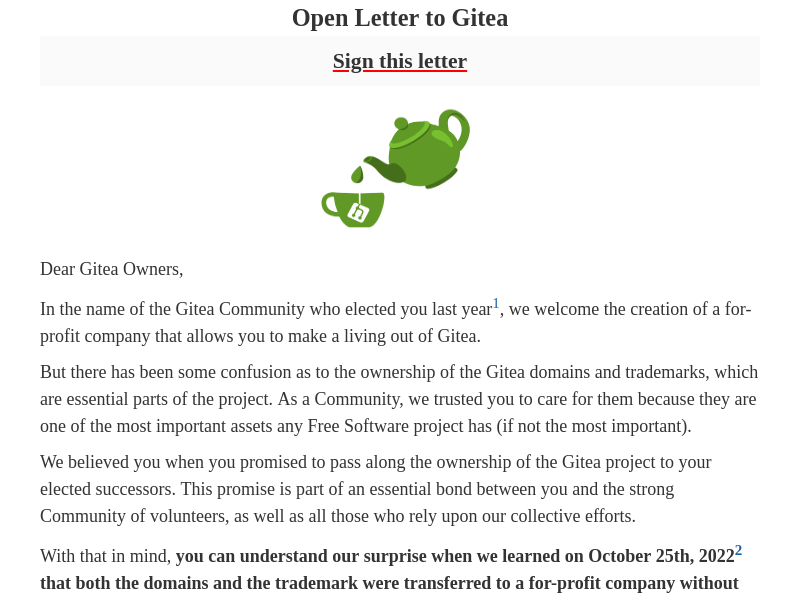 Open Letter to Gitea
Sign this letter
Dear Gitea Owners,
In the name of the Gitea Community who elected you last year1, we welcome the creation of a for-
profit company that allows you to make a living out of Gitea.
But there has been some confusion as to the ownership of the Gitea domains and trademarks, which
are essential parts of the project. As a Community, we trusted you to care for them because they are
one of the most important assets any Free Software project has (if not the most important).
We believed you when you promised to pass along the ownership of the Gitea project to your
elected successors. This promise is part of an essential bond between you and the strong
Community of volunteers, as well as all those who rely upon our collective efforts.
With that in mind, you can understand our surprise when we learned on October 25th, 20222
that both the domains and the trademark were transferred to a for-profit company without